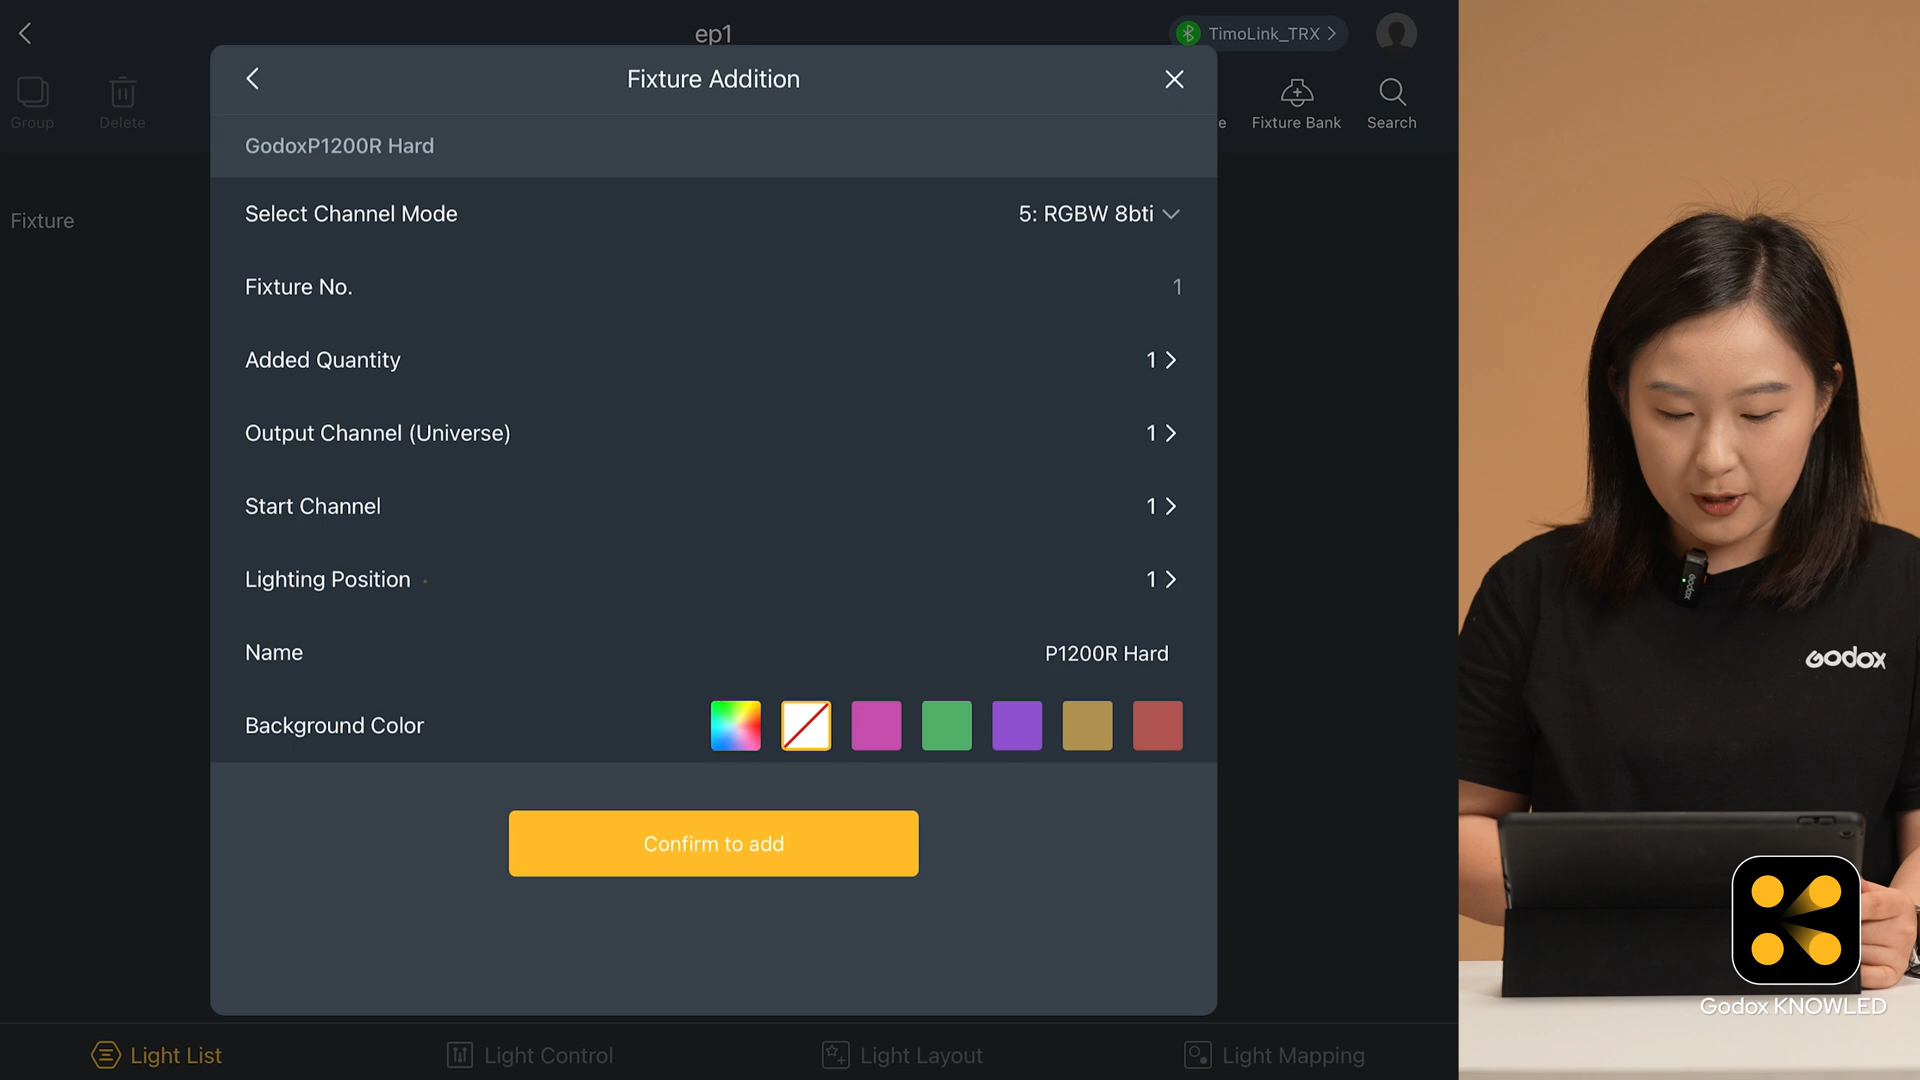 ep1
TimoLink_TRX
Group
Delete
e
Fixture Bank
Search
Fixture Addition
GodoxP1200R Hard
Fixture
Select Channel Mode
5: RGBW 8bti
Fixture No.
1
Added Quantity
1
Output Channel (Universe)
1
Start Channel
1
Lighting Position
1
Name
P1200R Hard
Background Color
Confirm to add
Light List
Light Control
Light Layout
Light Mapping
Godox
Godox
Godox KNOWLED